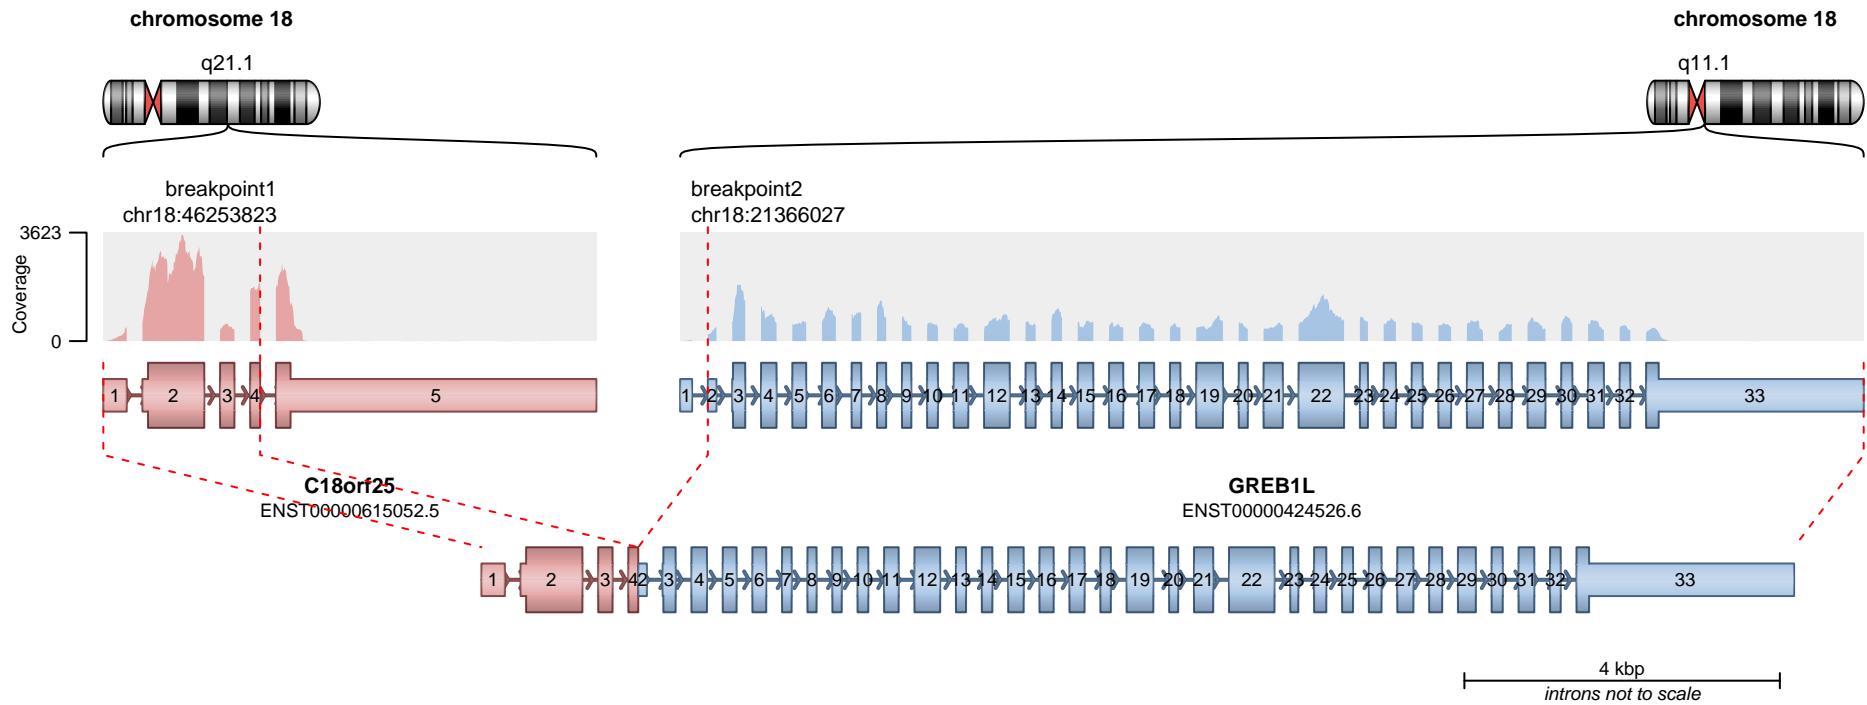 chromosome 18
chromosome 18
q21.1
q11.1
breakpoint1
chr18:46253823
breakpoint2
chr18:21366027
3623
Coverage
0
1 2 3 4 5
1 2 3 4 5 6 7 8 9 10 11 12 13 14 15 16 17 18 19 20 21 22 23 24 25 26 27 28 29 30 31 32 33
C18orf25
ENST00000615052.5
GREB1L
ENST00000424526.6
1 2 3 4 2 3 4 5 6 7 8 9 10 11 12 13 14 15 16 17 18 19 20 21 22 23 24 25 26 27 28 29 30 31 32 33
4 kbp
introns not to scale